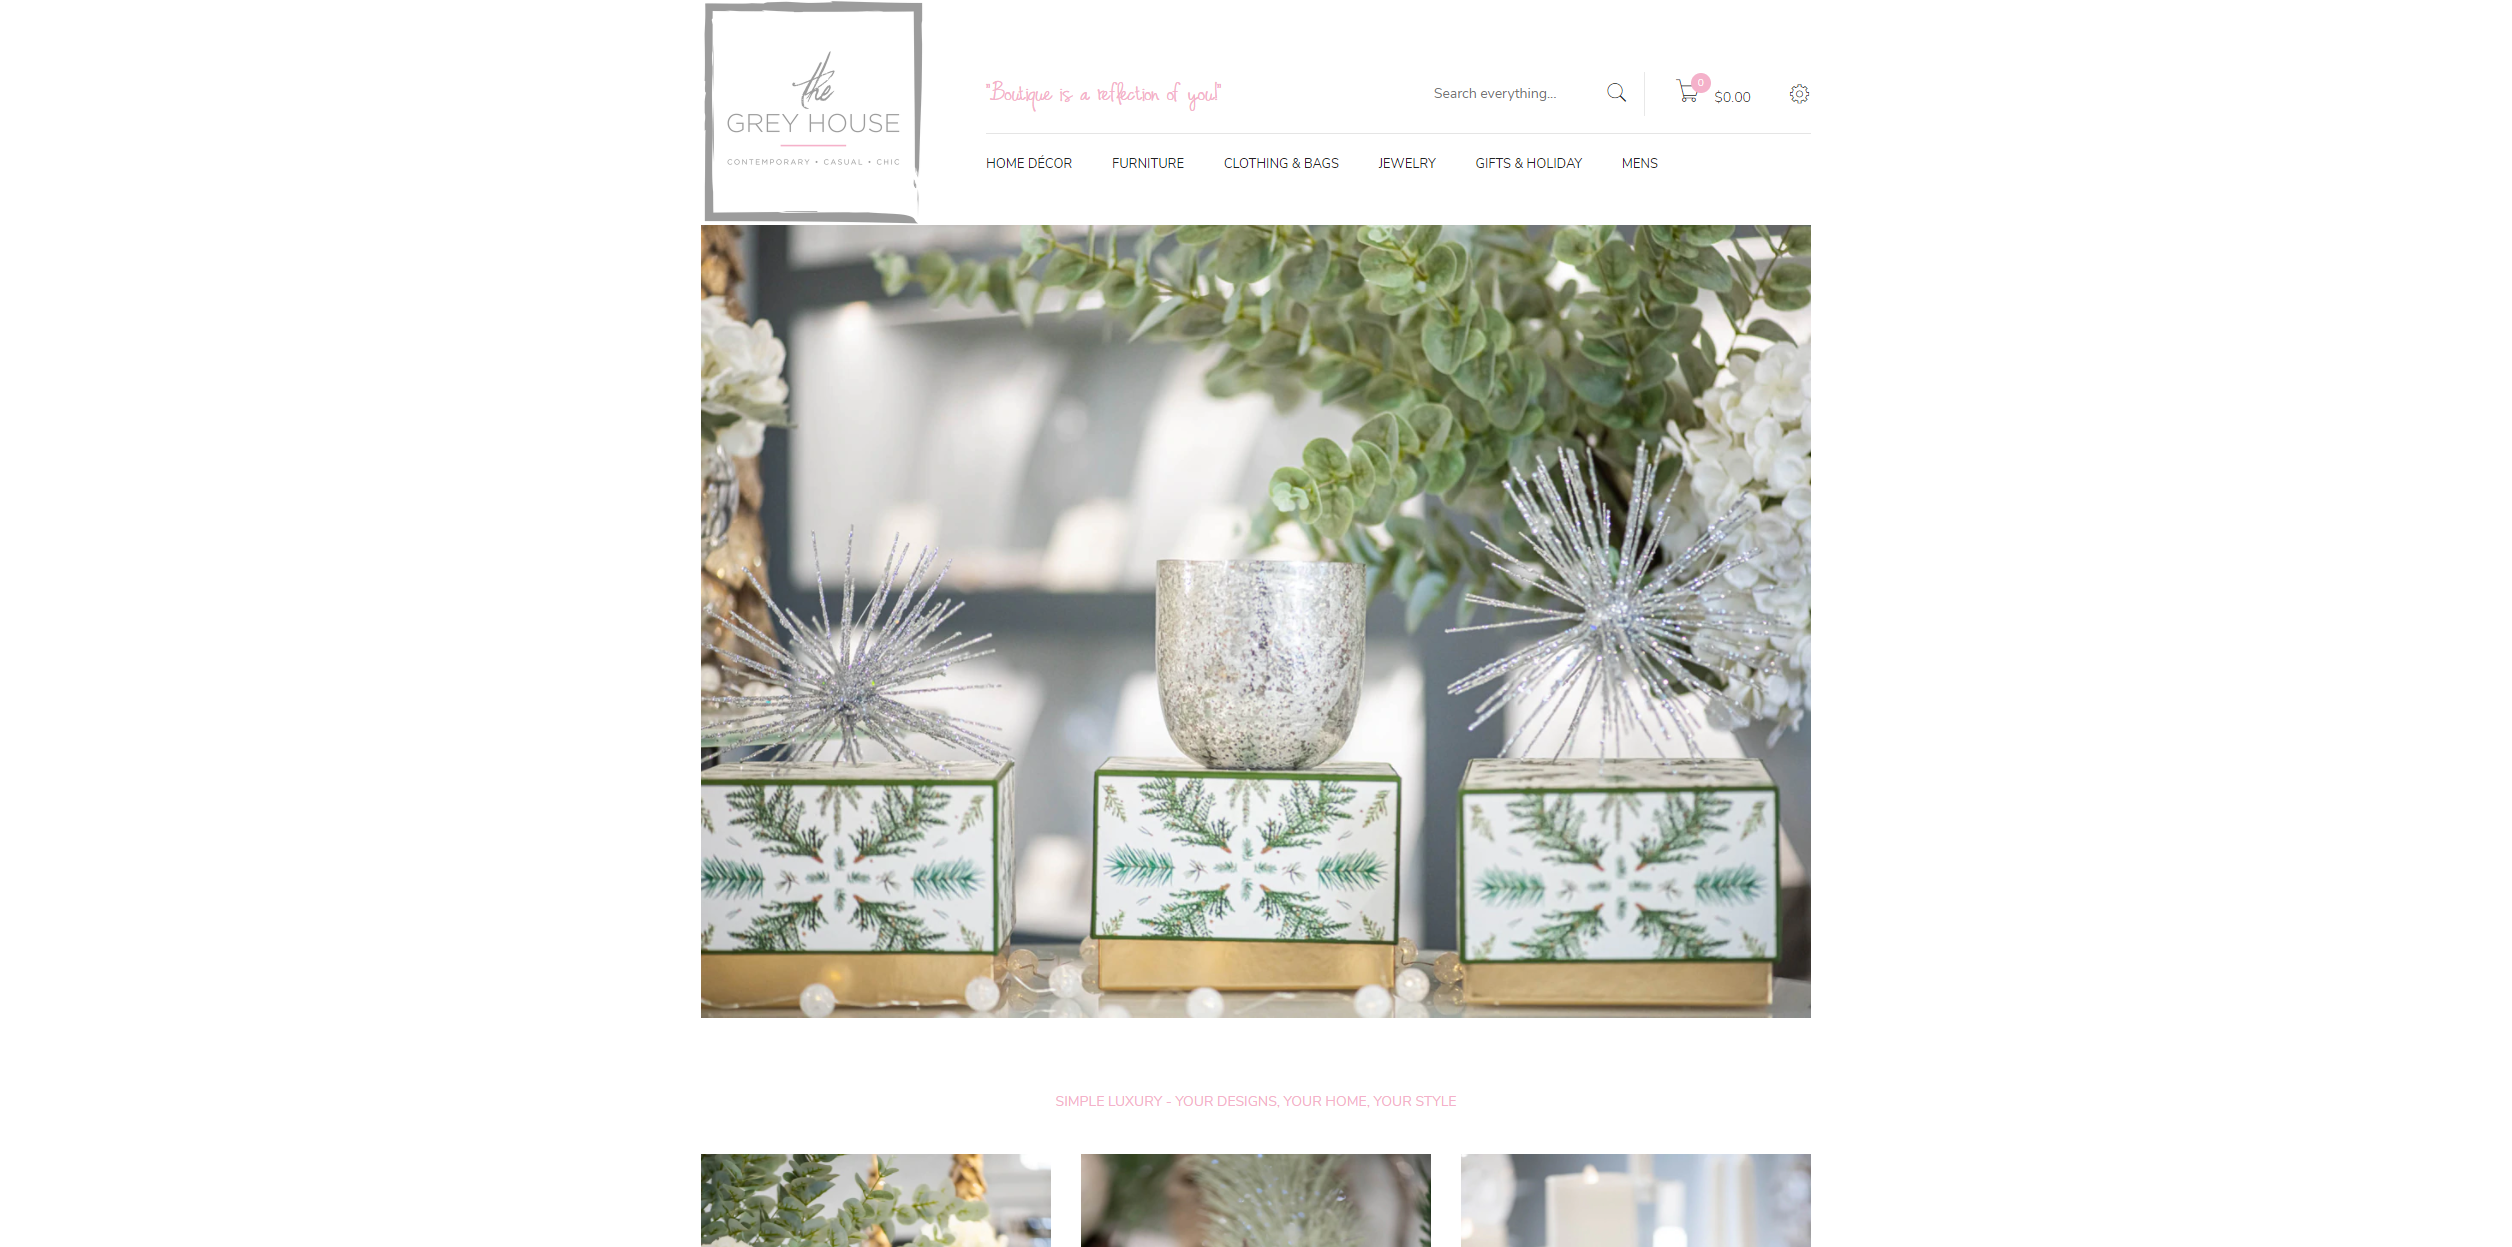 the
GREY HOUSE
CONTEMPORARY • CASUAL • CHIC
"Boutique is a reflection of you!"
Search everything...
0
$0.00
HOME DÉCOR
FURNITURE
CLOTHING & BAGS
JEWELRY
GIFTS & HOLIDAY
MENS
SIMPLE LUXURY - YOUR DESIGNS, YOUR HOME, YOUR STYLE